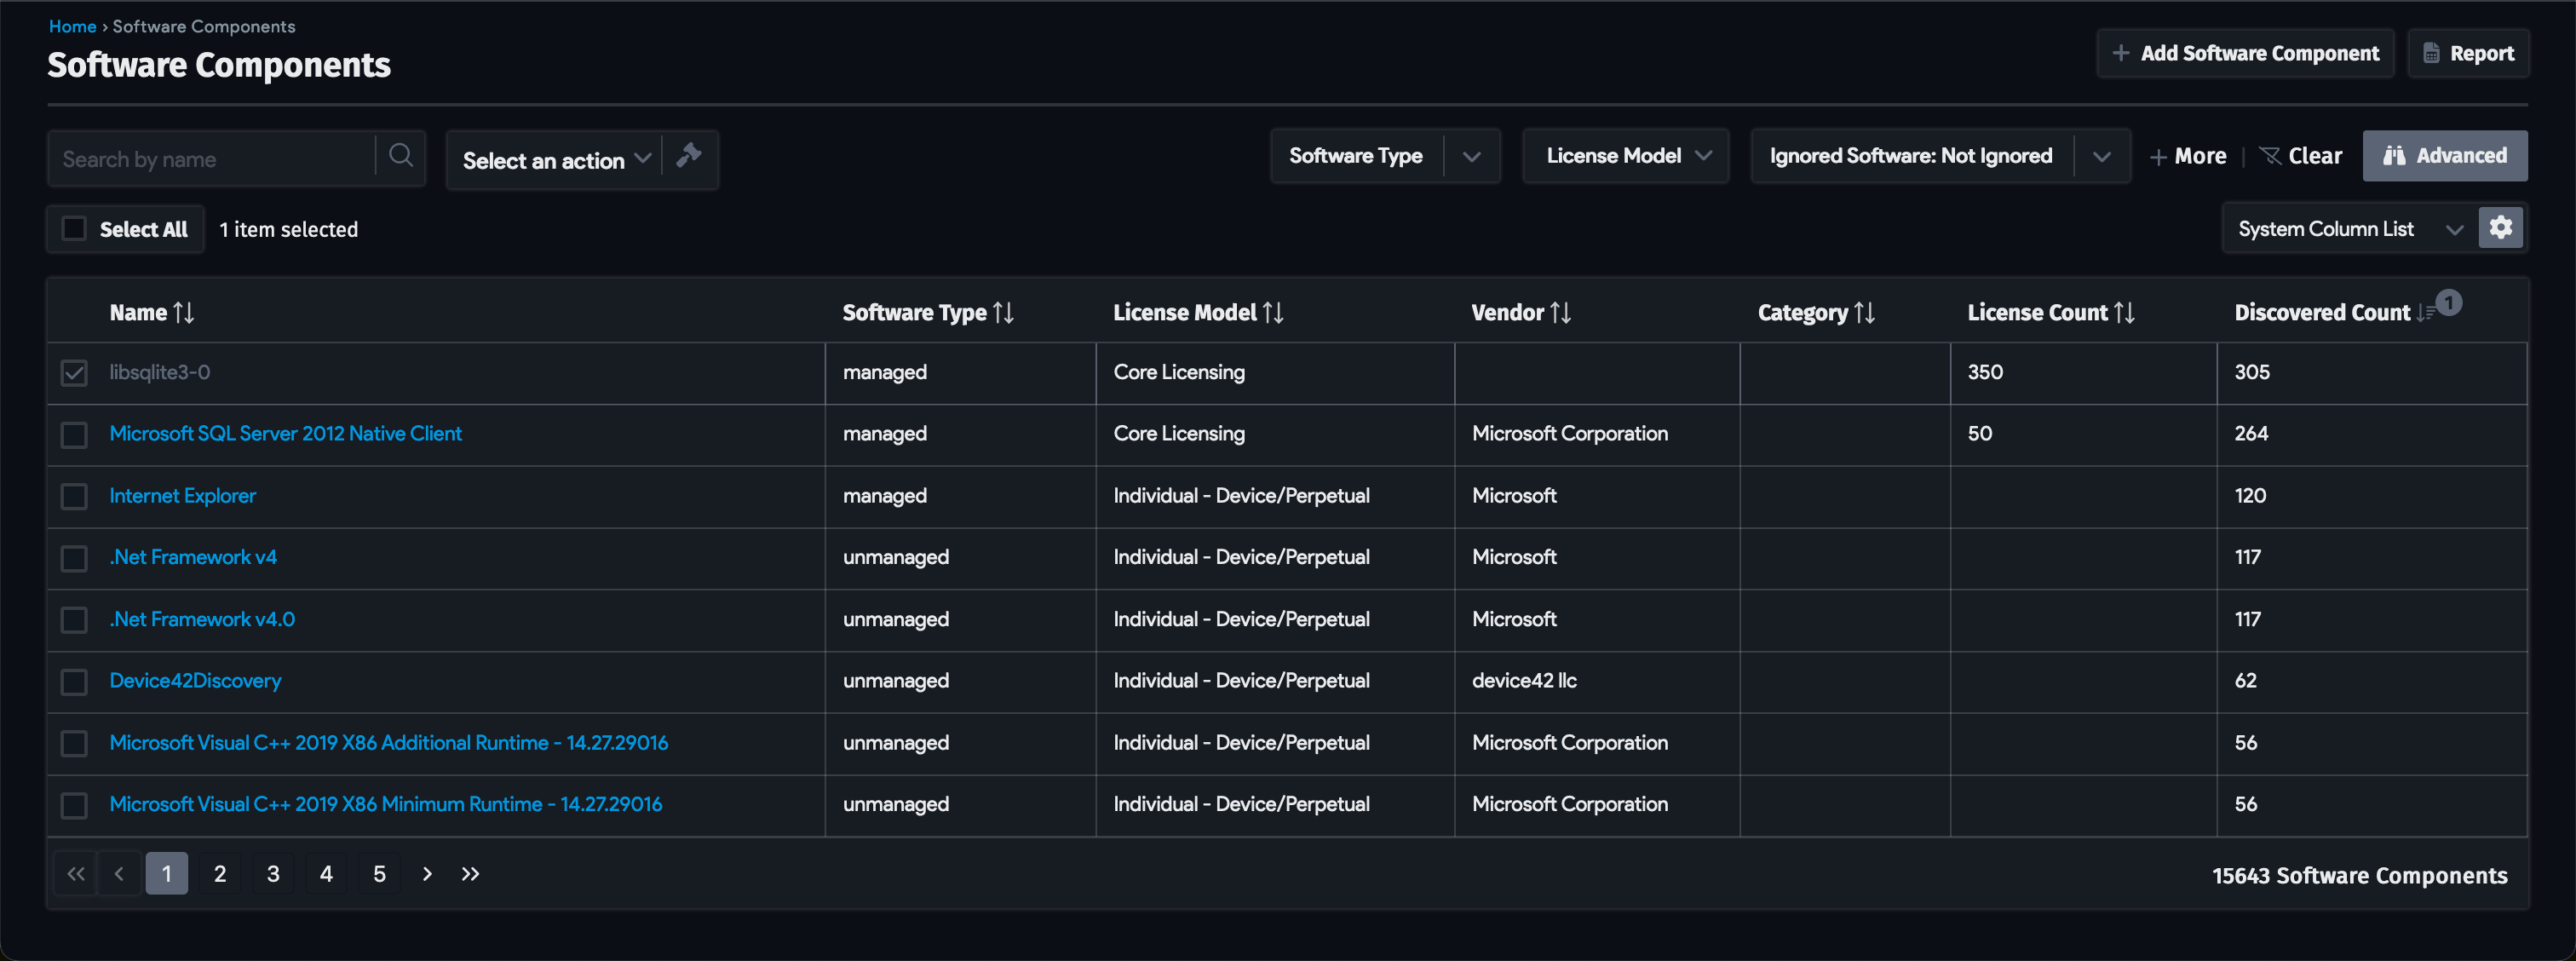 Home › Software Components
Software Components
Add Software Component
Report
Search by name
Select an action
Software Type
License Model
Ignored Software: Not Ignored
More
Clear
Advanced
Select All
1 item selected
System Column List
Name Software Type License Model Vendor Category License Count Discovered Count 1
libsqlite3-0 managed Core Licensing 350 305
Microsoft SQL Server 2012 Native Client managed Core Licensing Microsoft Corporation 50 264
Internet Explorer managed Individual - Device/Perpetual Microsoft 120
.Net Framework v4 unmanaged Individual - Device/Perpetual Microsoft 117
.Net Framework v4.0 unmanaged Individual - Device/Perpetual Microsoft 117
Device42Discovery unmanaged Individual - Device/Perpetual device42 llc 62
Microsoft Visual C++ 2019 X86 Additional Runtime - 14.27.29016 unmanaged Individual - Device/Perpetual Microsoft Corporation 56
Microsoft Visual C++ 2019 X86 Minimum Runtime - 14.27.29016 unmanaged Individual - Device/Perpetual Microsoft Corporation 56
« ‹ 1 2 3 4 5 › »
15643 Software Components